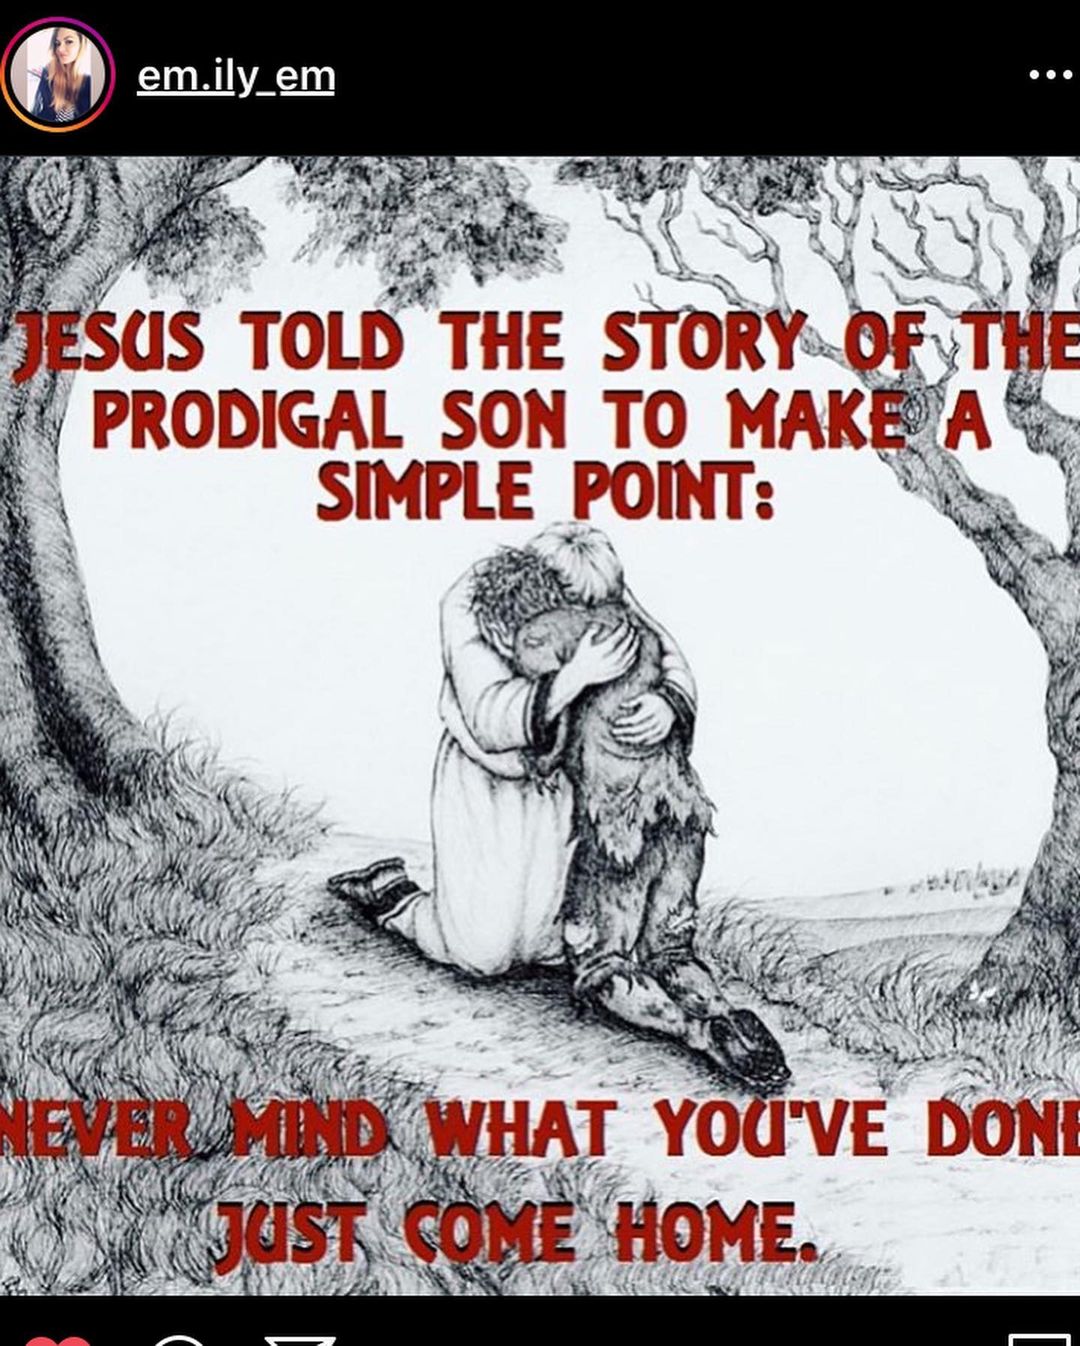 em.ily_em
JESUS TOLD THE STORY OF THE
PRODIGAL SON TO MAKE A
SIMPLE POINT:
NEVER MIND WHAT YOU'VE DONE
JUST COME HOME.